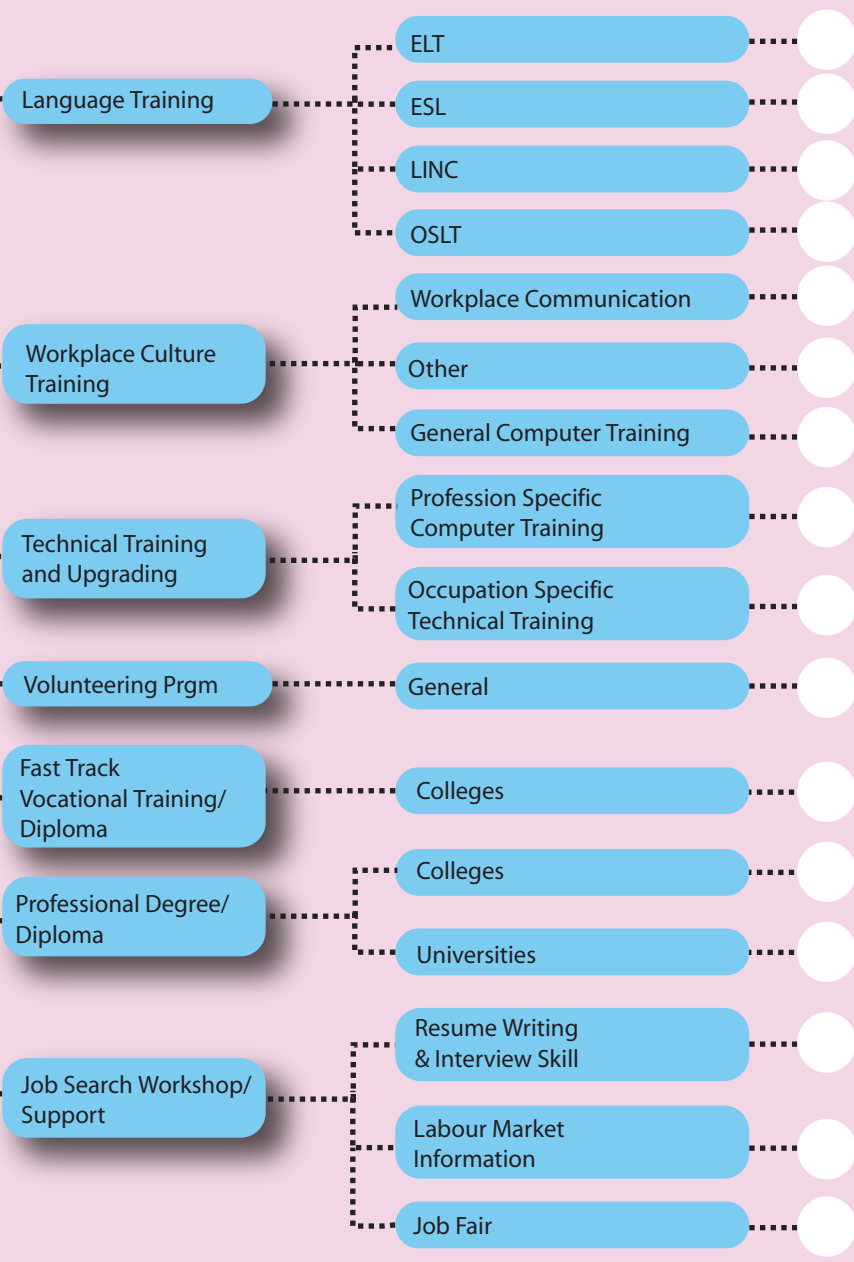 Language Training
ELT
ESL
LINC
OSLT
Workplace Culture
Training
Workplace Communication
Other
General Computer Training
Technical Training
and Upgrading
Profession Specific
Computer Training
Occupation Specific
Technical Training
Volunteering Prgm
General
Fast Track
Vocational Training/
Diploma
Colleges
Professional Degree/
Diploma
Colleges
Universities
Job Search Workshop/
Support
Resume Writing
& Interview Skill
Labour Market
Information
Job Fair